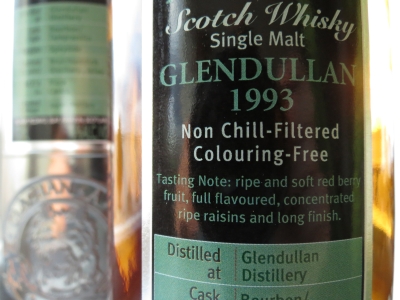 Scotch Whisky
Single Malt
GLENDULLAN
1993
Non Chill-Filtered
Colouring-Free
Tasting Note: ripe and soft red berry
fruit, full flavoured, concentrated
ripe raisins and long finish.
Distilled at Glendullan Distillery
Cask Bourbon/